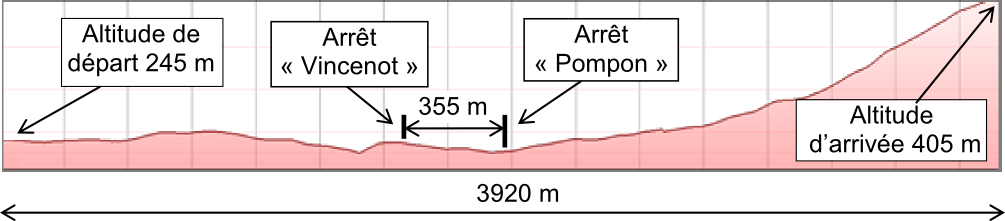 Altitude de
départ 245 m
Arrêt
« Vincenot »
Arrêt
« Pompon »
355 m
Altitude
d’arrivée 405 m
3920 m